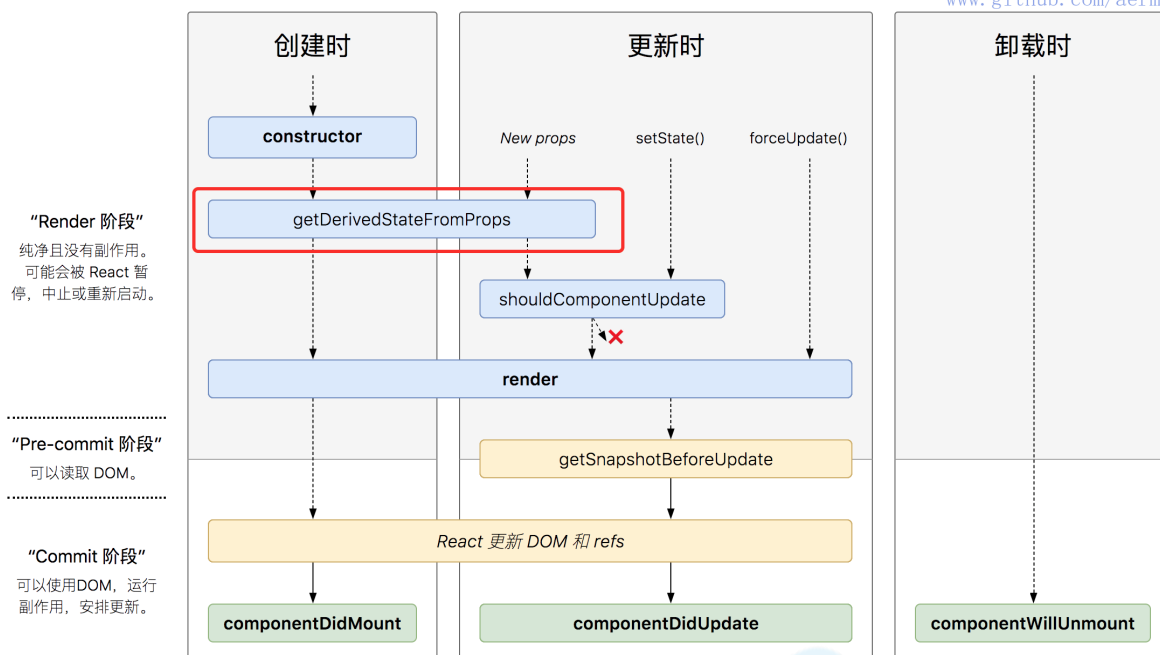 www.github.com/aerm
创建时
更新时
卸载时
constructor
New props
setState()
forceUpdate()
“Render 阶段”
纯净且没有副作用。
可能会被 React 暂
停，中止或重新启动。
getDerivedStateFromProps
shouldComponentUpdate
render
“Pre-commit 阶段”
可以读取 DOM。
getSnapshotBeforeUpdate
React 更新 DOM 和 refs
“Commit 阶段”
可以使用DOM，运行
副作用，安排更新。
componentDidMount
componentDidUpdate
componentWillUnmount